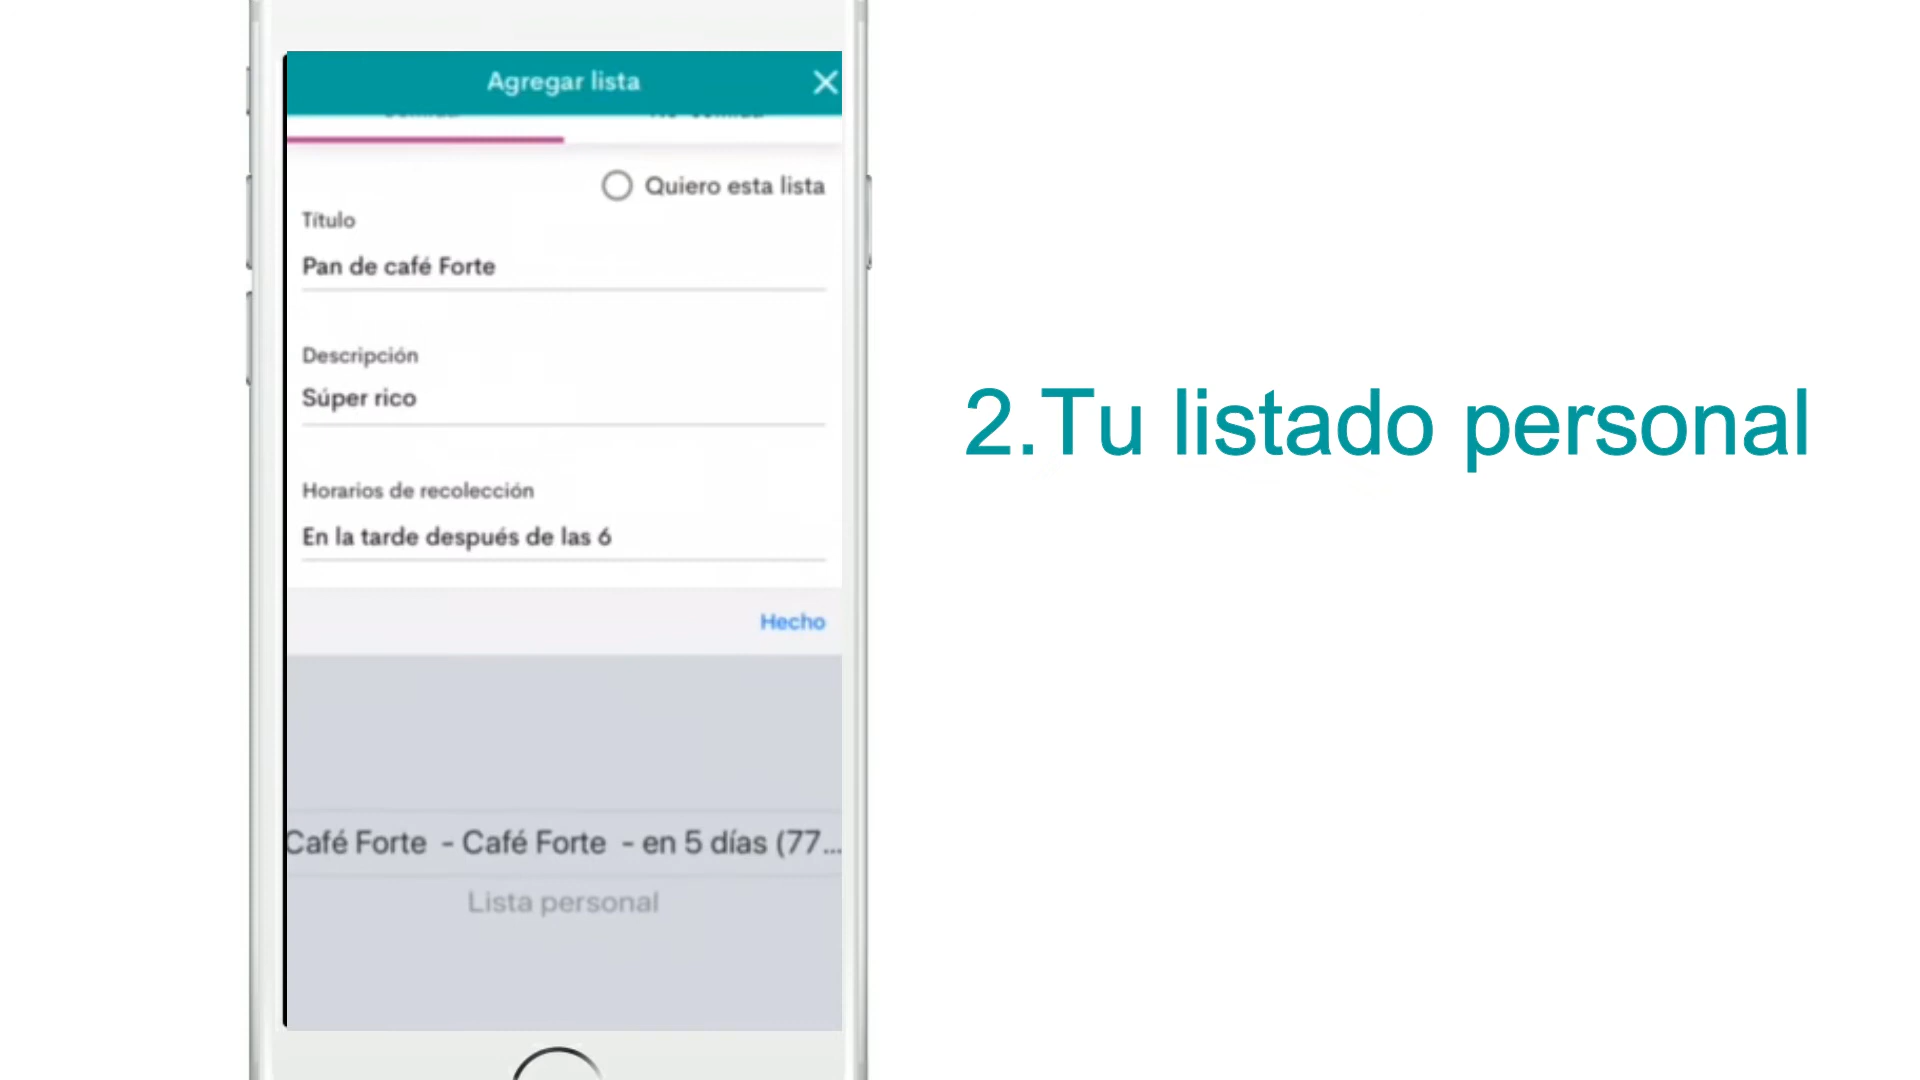 Agregar lista
Quiero esta lista
Título
Pan de café Forte
Descripción
Súper rico
Horarios de recolección
En la tarde después de las 6
Hecho
Café Forte - Café Forte - en 5 días (77...
Lista personal
2.Tu listado personal